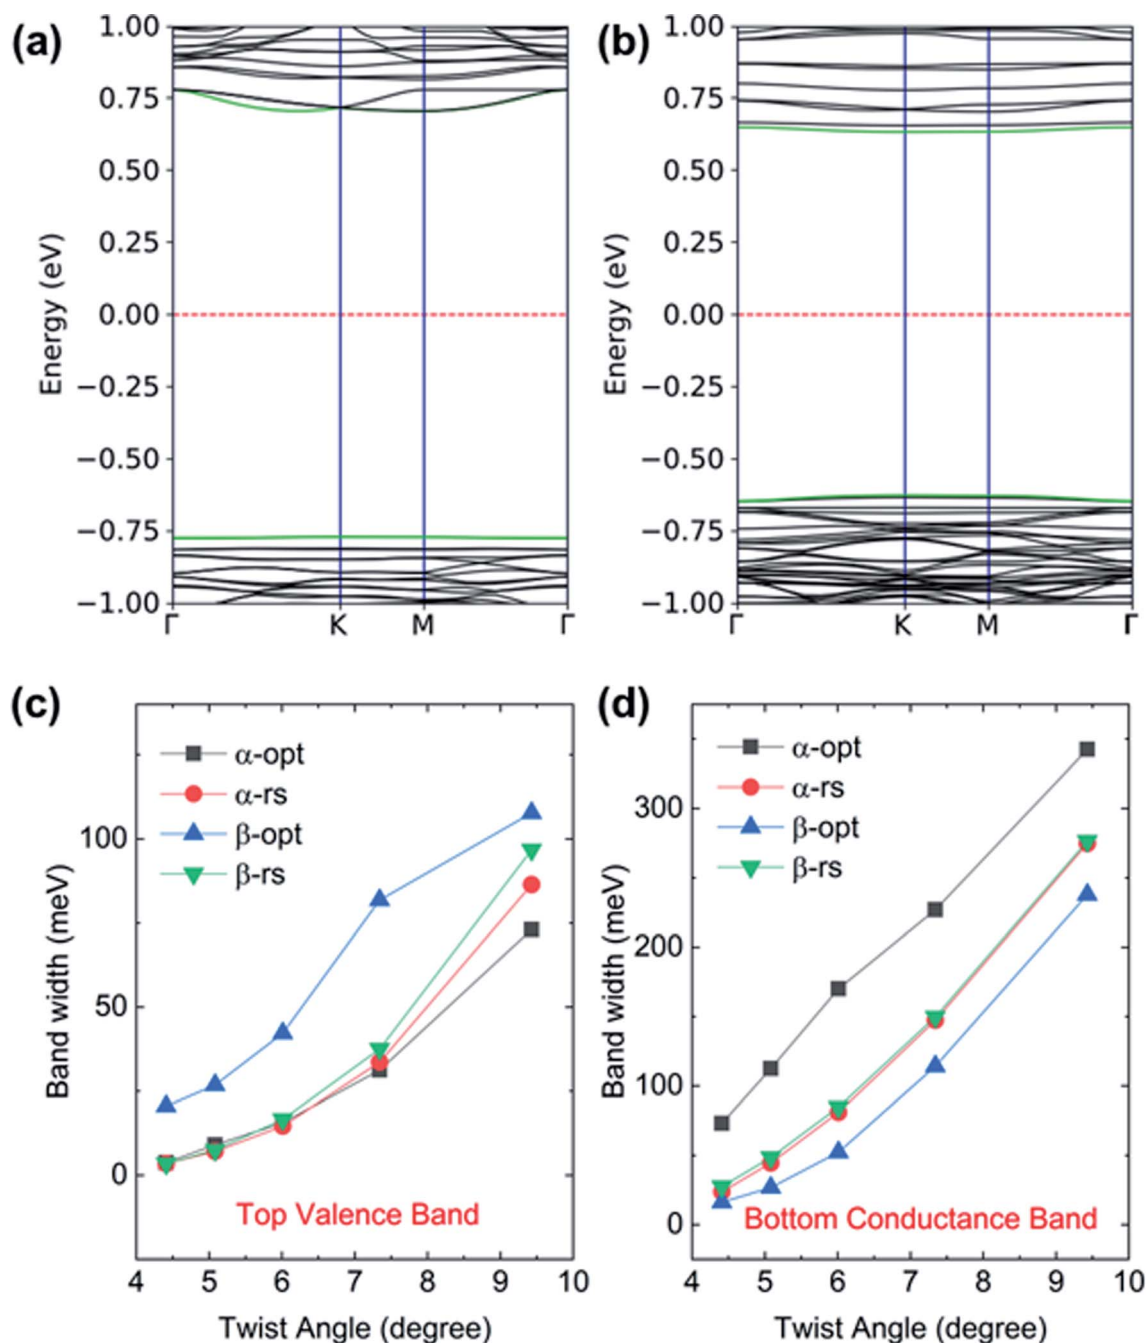 (a)
1.00
0.75
0.50
0.25
0.00
−0.25
−0.50
−0.75
−1.00
Energy (eV)
Γ K M Γ
(b)
1.00
0.75
0.50
0.25
0.00
−0.25
−0.50
−0.75
−1.00
Energy (eV)
Γ K M Γ
(c)
α-opt
α-rs
β-opt
β-rs
100
50
0
Band width (meV)
Top Valence Band
4 5 6 7 8 9 10
Twist Angle (degree)
(d)
α-opt
α-rs
β-opt
β-rs
300
200
100
0
Band width (meV)
Bottom Conductance Band
4 5 6 7 8 9 10
Twist Angle (degree)